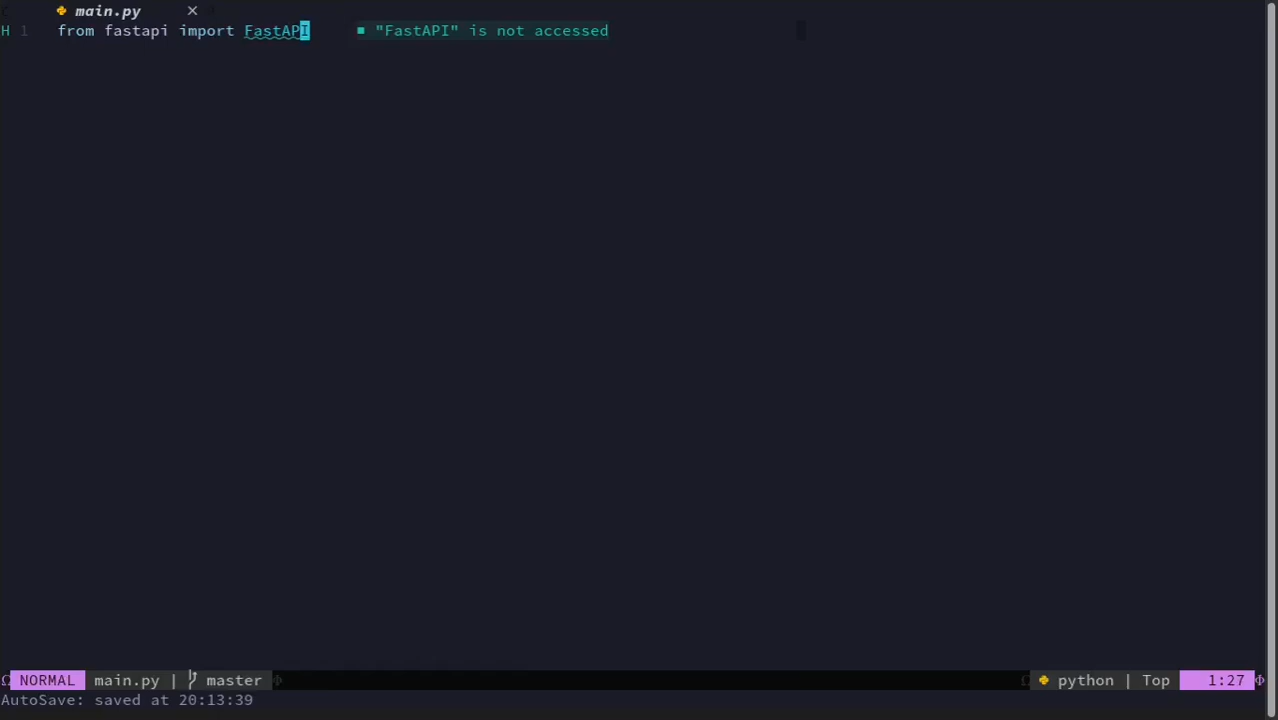 main.py ×
H 1 from fastapi import FastAPI ■ "FastAPI" is not accessed
NORMAL main.py | master python | Top 1:27
AutoSave: saved at 20:13:39